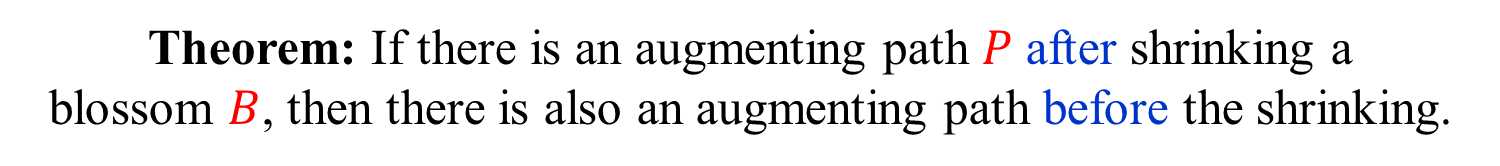 Theorem: If there is an augmenting path P after shrinking a
blossom B, then there is also an augmenting path before the shrinking.